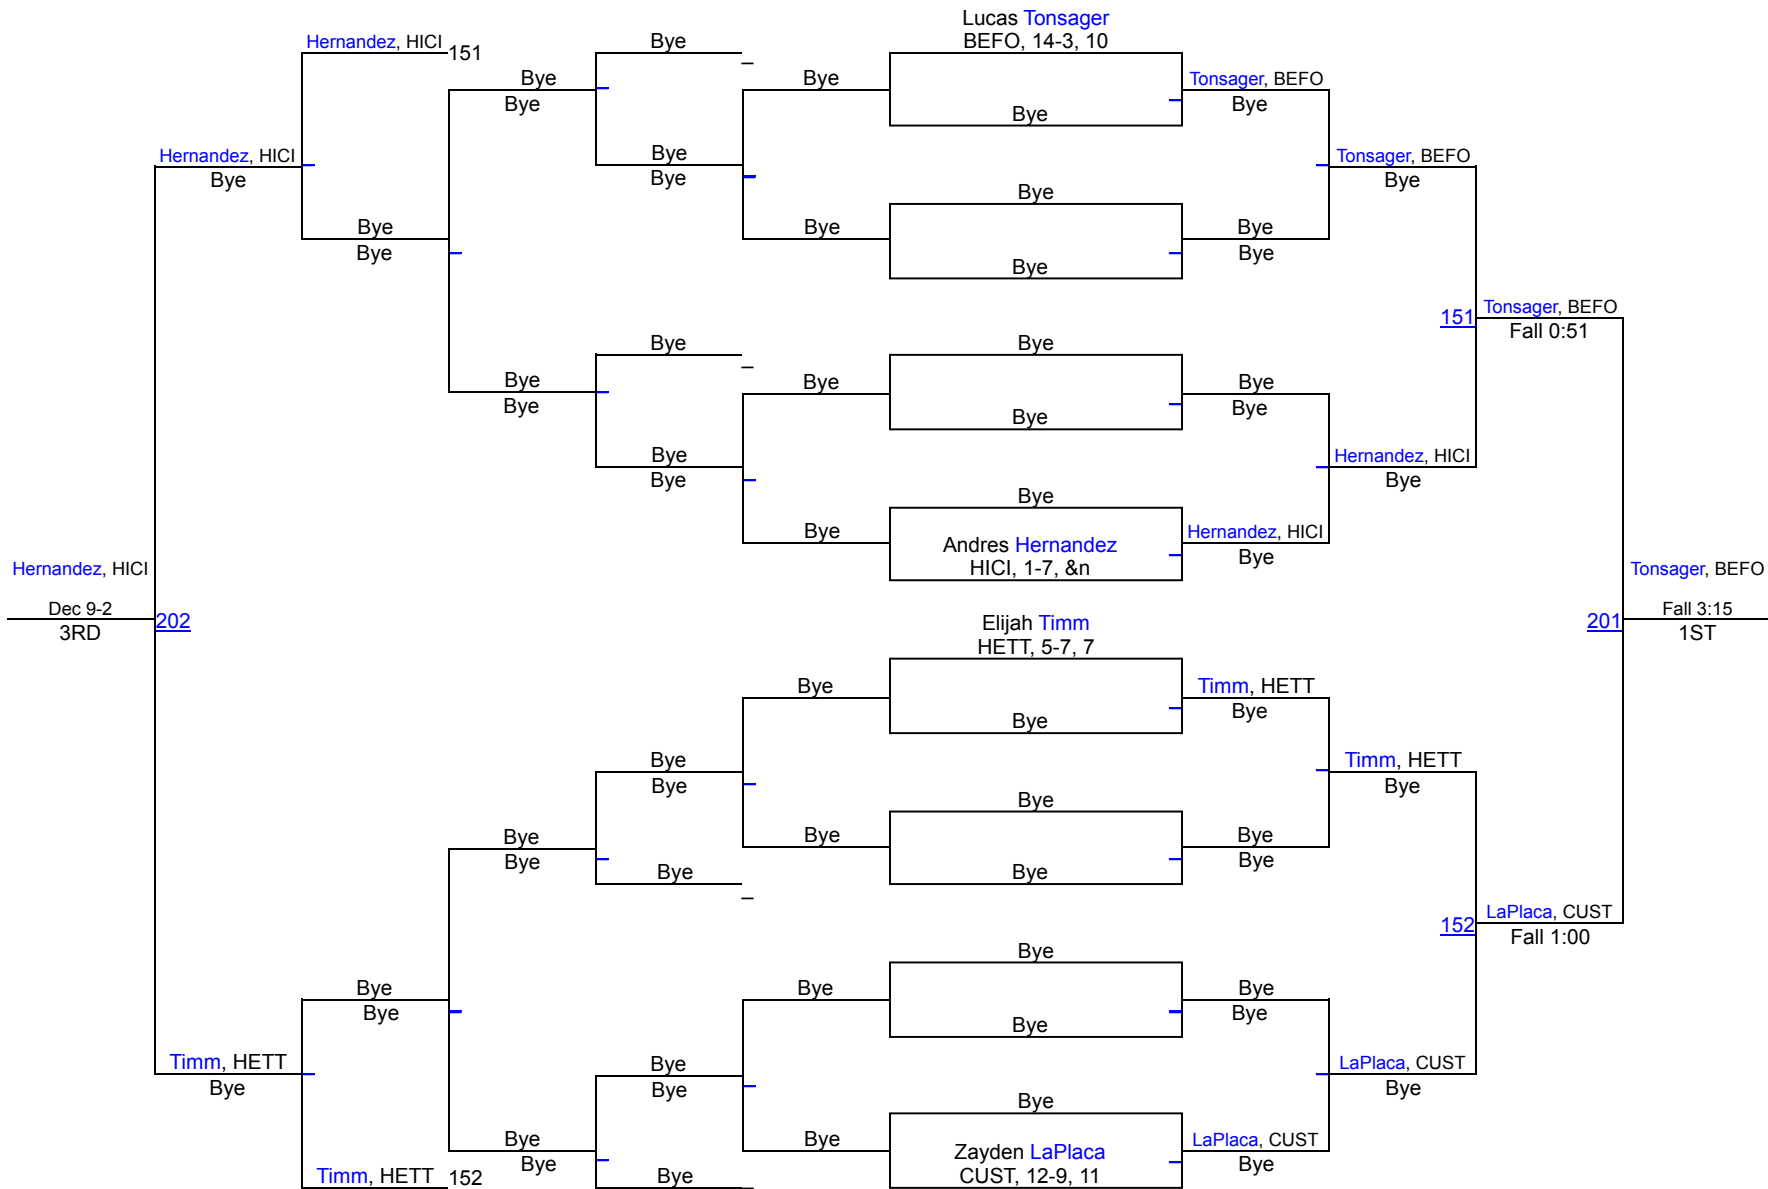 Lucas Tonsager
BEFO, 14-3, 10
Hernandez, HICI
151
Bye
–
Bye
Bye
Bye
Tonsager, BEFO
Bye
Bye
Bye
Bye
Hernandez, HICI
Bye
Tonsager, BEFO
Bye
Bye
Bye
Bye
Bye
Bye
Bye
Bye
Bye
151
Tonsager, BEFO
Fall 0:51
Bye
–
Bye
Bye
Bye
Bye
Bye
Bye
Bye
Bye
Bye
Bye
Hernandez, HICI
Bye
Bye
Bye
Andres Hernandez
HICI, 1-7, &n
Hernandez, HICI
Bye
Hernandez, HICI
Dec 9-2
3RD
202
Tonsager, BEFO
Fall 3:15
1ST
201
Elijah Timm
HETT, 5-7, 7
Bye
Bye
Timm, HETT
Bye
Bye
Bye
Timm, HETT
Bye
Bye
Bye
Bye
Bye
Bye
Bye
Bye
Bye
–
152
LaPlaca, CUST
Fall 1:00
Bye
Bye
Bye
Bye
Bye
Bye
Bye
Timm, HETT
Bye
Bye
Bye
LaPlaca, CUST
Bye
Bye
Bye
Bye
Bye
Zayden LaPlaca
CUST, 12-9, 11
LaPlaca, CUST
Bye
Timm, HETT
152
Bye
–